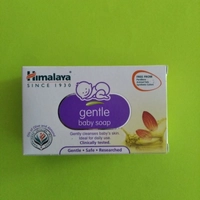 Himalaya
SINCE 1930
gentle
baby soap
Gently cleanses baby's skin
Ideal for daily use
Clinically tested
Gentle • Safe • Researched